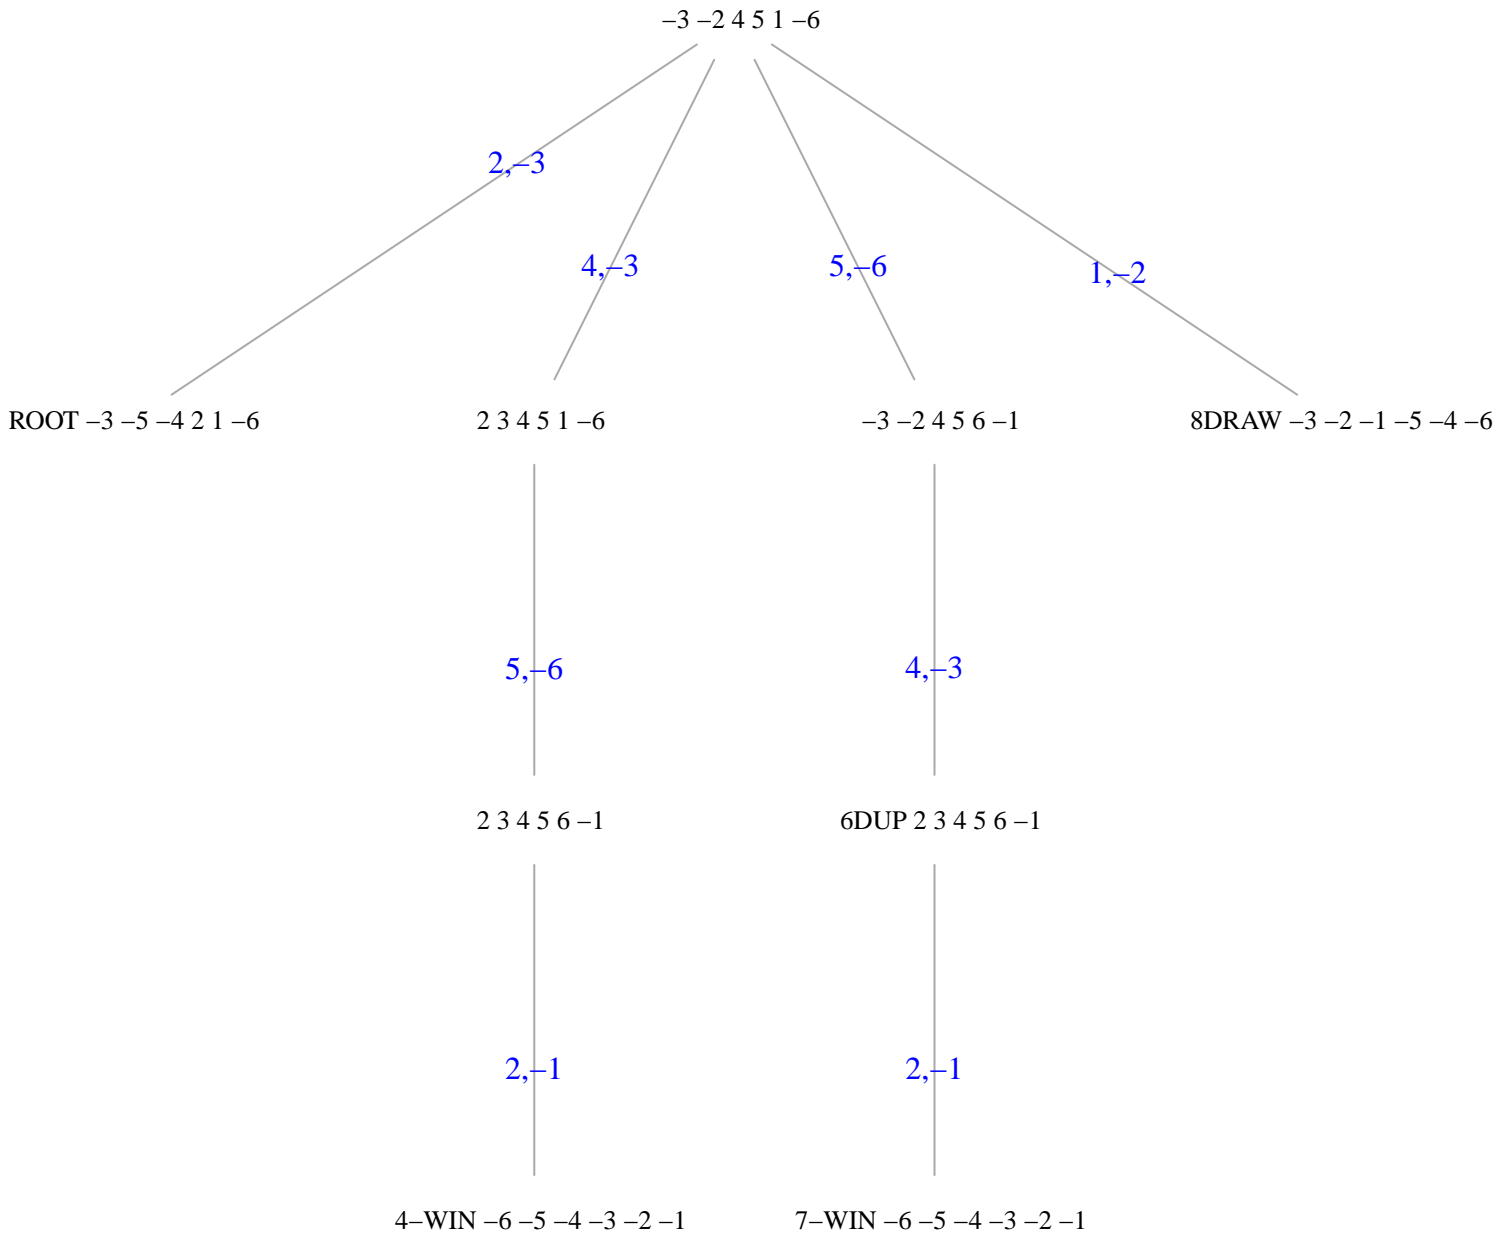 –3 –2 4 5 1 –6
2,–3
4,–3
5,–6
1,–2
ROOT –3 –5 –4 2 1 –6
2 3 4 5 1 –6
–3 –2 4 5 6 –1
8DRAW –3 –2 –1 –5 –4 –6
5,–6
4,–3
2 3 4 5 6 –1
6DUP 2 3 4 5 6 –1
2,–1
2,–1
4–WIN –6 –5 –4 –3 –2 –1
7–WIN –6 –5 –4 –3 –2 –1